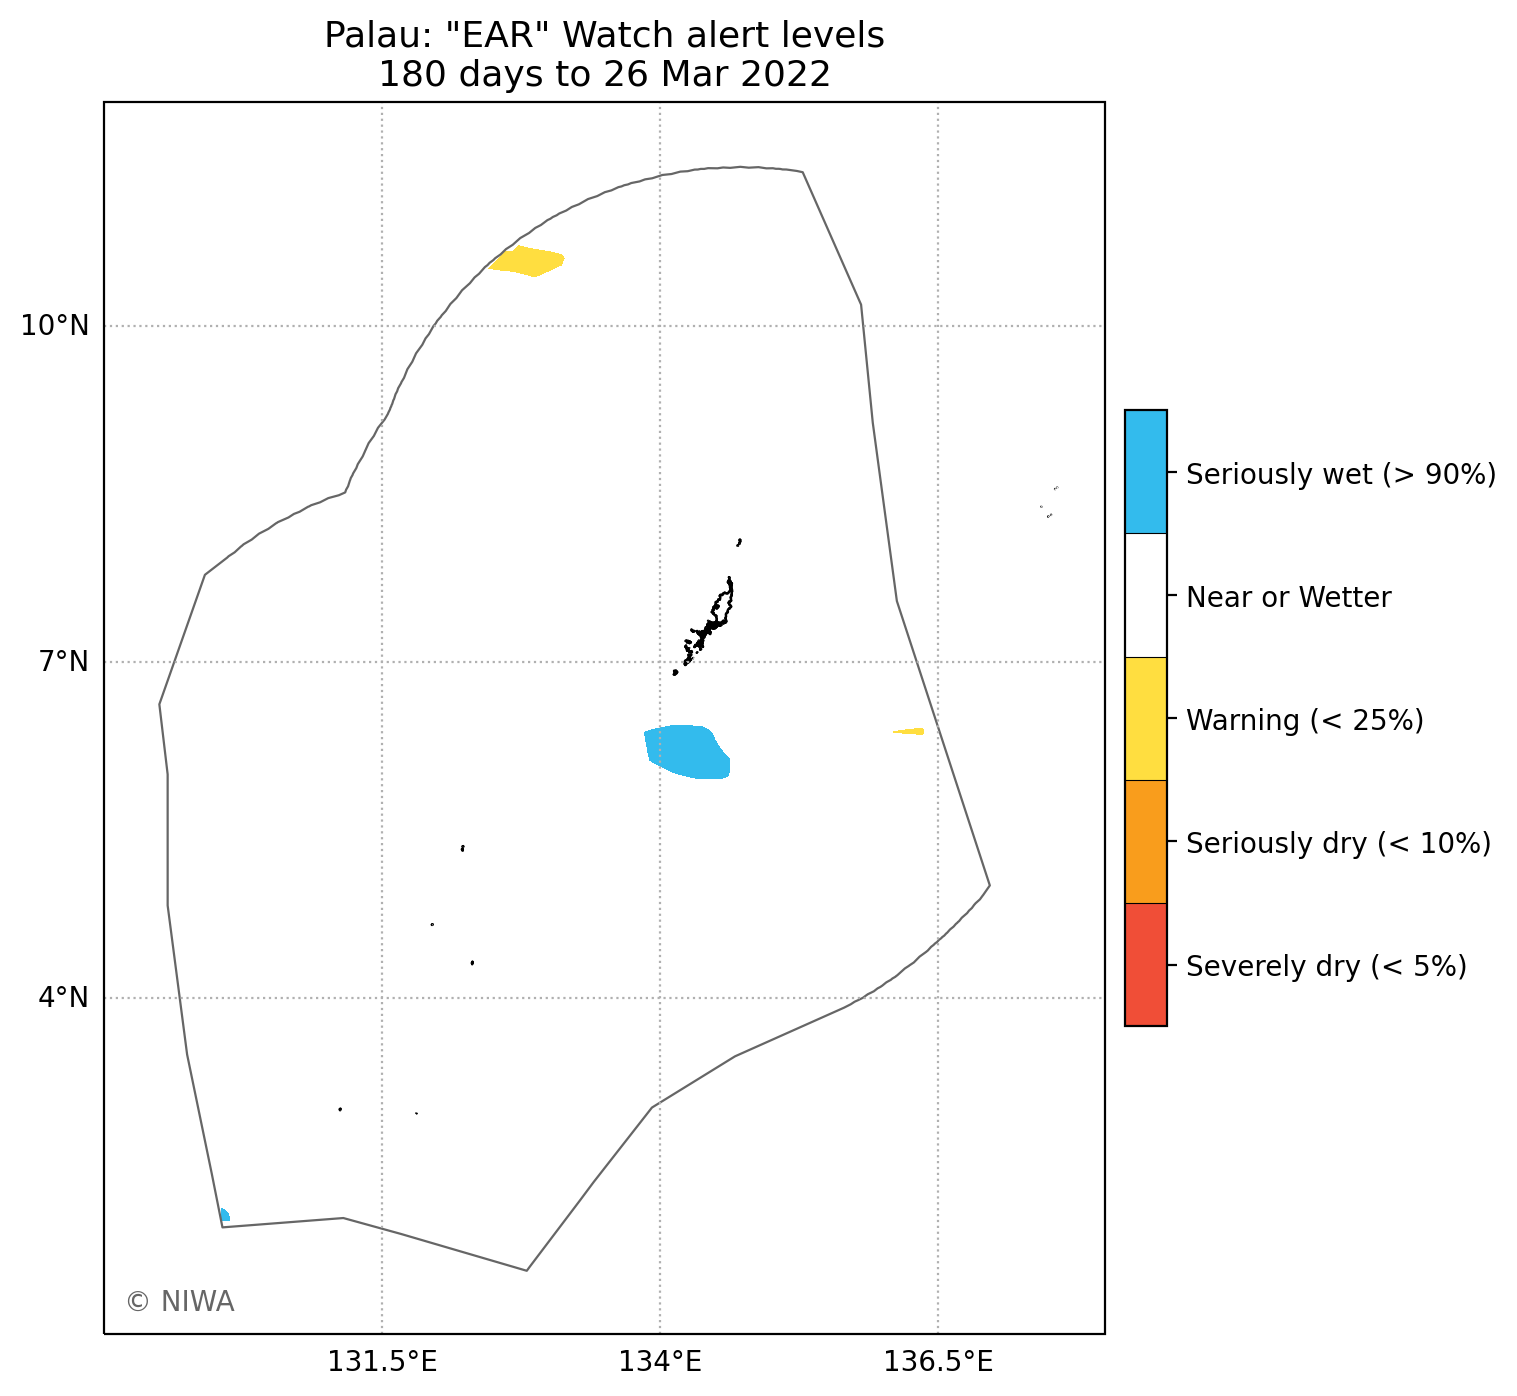 Palau: "EAR" Watch alert levels
180 days to 26 Mar 2022
10°N
7°N
4°N
131.5°E
134°E
136.5°E
Seriously wet (> 90%)
Near or Wetter
Warning (< 25%)
Seriously dry (< 10%)
Severely dry (< 5%)
© NIWA